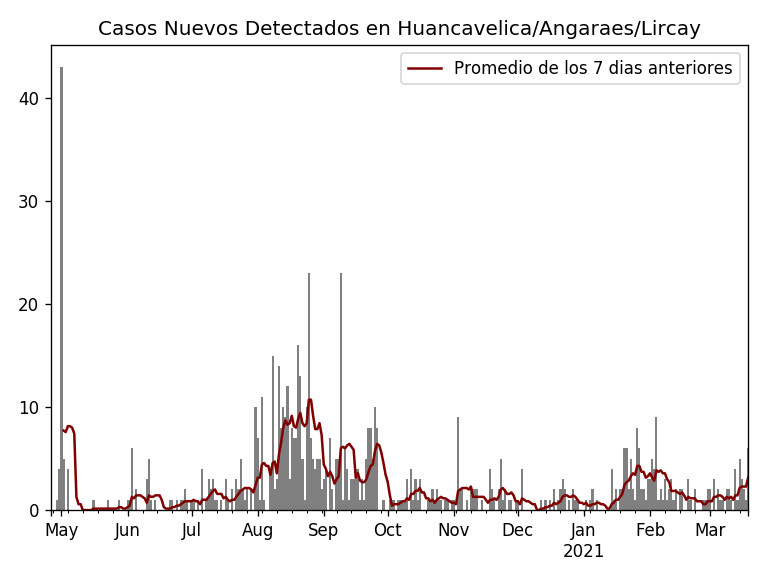 Casos Nuevos Detectados en Huancavelica/Angaraes/Lircay
Promedio de los 7 dias anteriores
40
30
20
10
0
May Jun Jul Aug Sep Oct Nov Dec Jan Feb Mar
2021